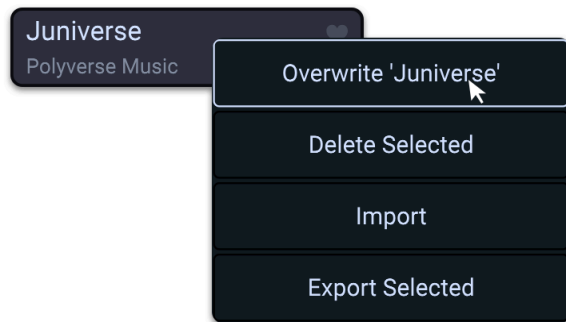 Juniverse
Polyverse Music
Overwrite 'Juniverse'
Delete Selected
Import
Export Selected